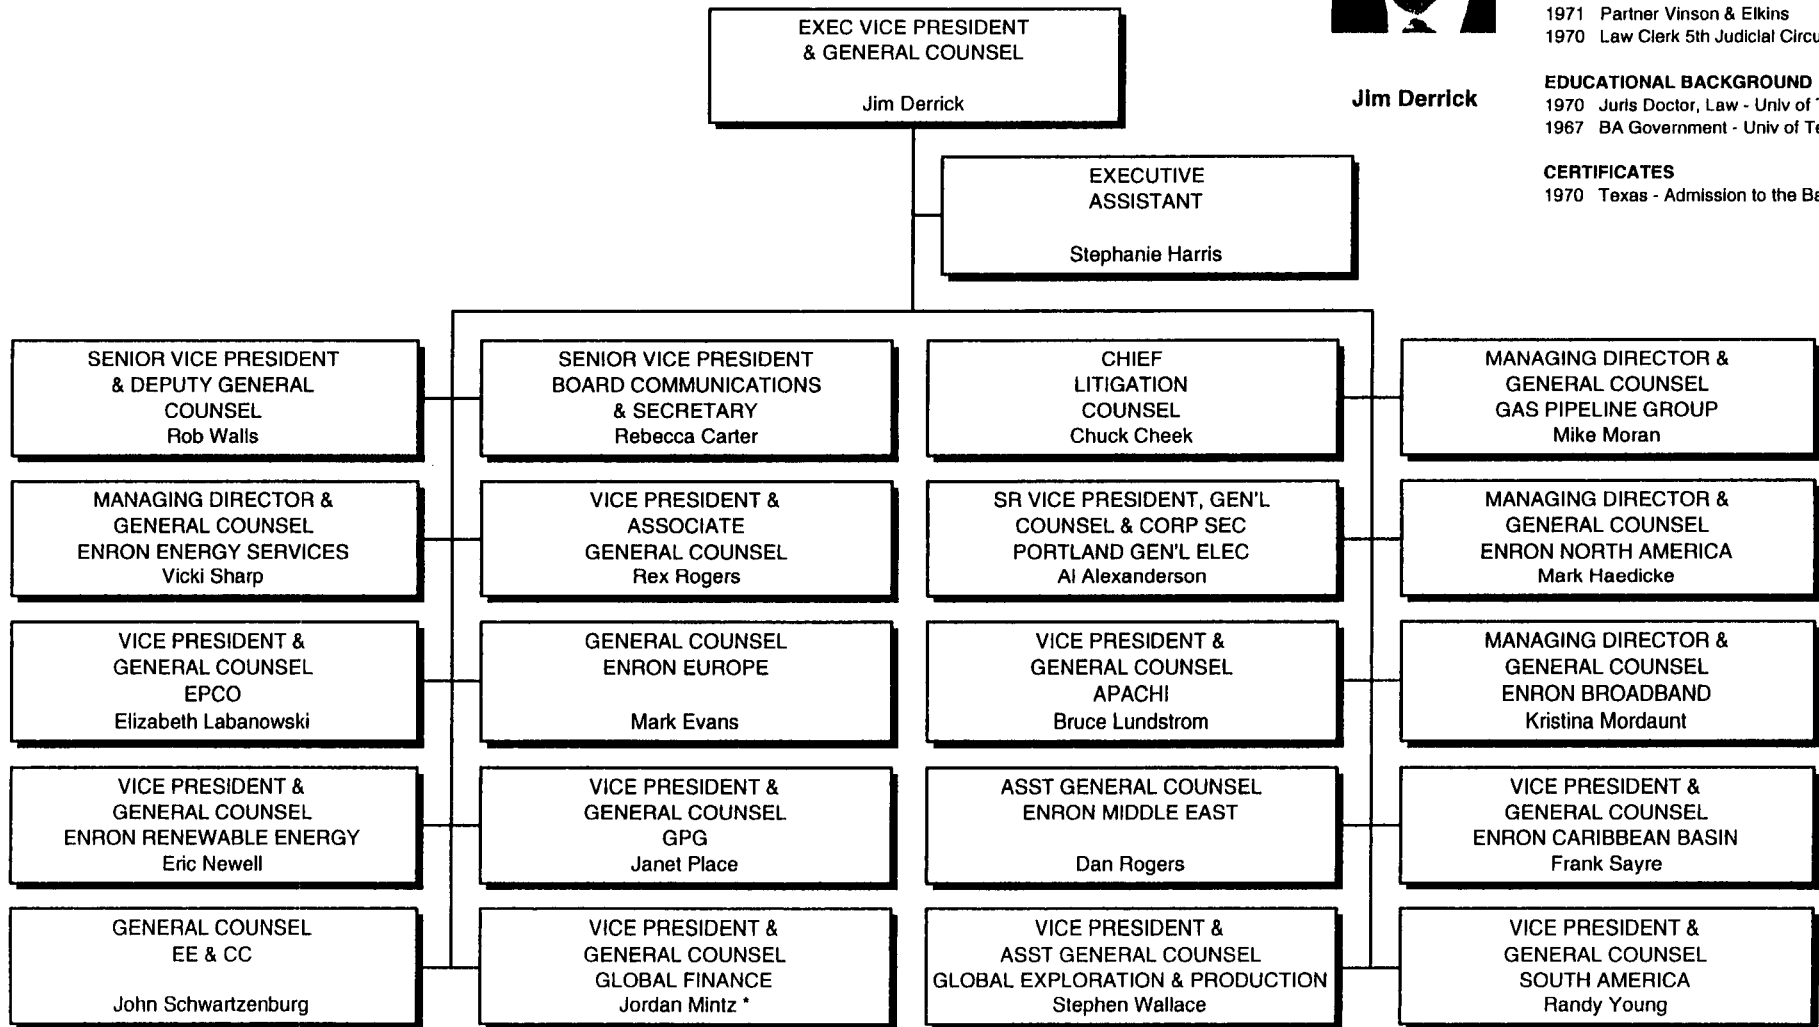 EXEC VICE PRESIDENT
& GENERAL COUNSEL
Jim Derrick
Jim Derrick
1971 Partner Vinson & Elkins
1970 Law Clerk 5th Judicial
EDUCATIONAL BACKGROUND
1970 Juris Doctor, Law - Univ of
1967 BA Government - Univ of
CERTIFICATES
1970 Texas - Admission to the
EXECUTIVE
ASSISTANT
Stephanie Harris
SENIOR VICE PRESIDENT
& DEPUTY GENERAL
COUNSEL
Rob Walls
SENIOR VICE PRESIDENT
BOARD COMMUNICATIONS
& SECRETARY
Rebecca Carter
CHIEF
LITIGATION
COUNSEL
Chuck Cheek
MANAGING DIRECTOR &
GENERAL COUNSEL
GAS PIPELINE GROUP
Mike Moran
MANAGING DIRECTOR &
GENERAL COUNSEL
ENRON ENERGY SERVICES
Vicki Sharp
VICE PRESIDENT &
ASSOCIATE
GENERAL COUNSEL
Rex Rogers
SR VICE PRESIDENT, GEN'L
COUNSEL & CORP SEC
PORTLAND GEN'L ELEC
Al Alexanderson
MANAGING DIRECTOR &
GENERAL COUNSEL
ENRON NORTH AMERICA
Mark Haedicke
VICE PRESIDENT &
GENERAL COUNSEL
EPCO
Elizabeth Labanowski
GENERAL COUNSEL
ENRON EUROPE
Mark Evans
VICE PRESIDENT &
GENERAL COUNSEL
APACHI
Bruce Lundstrom
MANAGING DIRECTOR &
GENERAL COUNSEL
ENRON BROADBAND
Kristina Mordaunt
VICE PRESIDENT &
GENERAL COUNSEL
ENRON RENEWABLE ENERGY
Eric Newell
VICE PRESIDENT &
GENERAL COUNSEL
GPG
Janet Place
ASST GENERAL COUNSEL
ENRON MIDDLE EAST
Dan Rogers
VICE PRESIDENT &
GENERAL COUNSEL
ENRON CARIBBEAN BASIN
Frank Sayre
GENERAL COUNSEL
EE & CC
John Schwartzenburg
VICE PRESIDENT &
GENERAL COUNSEL
GLOBAL FINANCE
Jordan Mintz *
VICE PRESIDENT &
ASST GENERAL COUNSEL
GLOBAL EXPLORATION & PRODUCTION
Stephen Wallace
VICE PRESIDENT &
GENERAL COUNSEL
SOUTH AMERICA
Randy Young